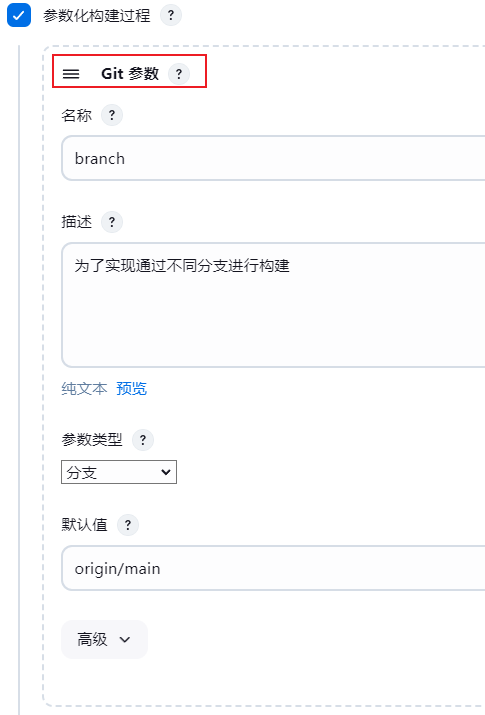 参数化构建过程 ?
Git 参数 ?
名称 ?
branch
描述 ?
为了实现通过不同分支进行构建
纯文本 预览
参数类型 ?
分支
默认值 ?
origin/main
高级